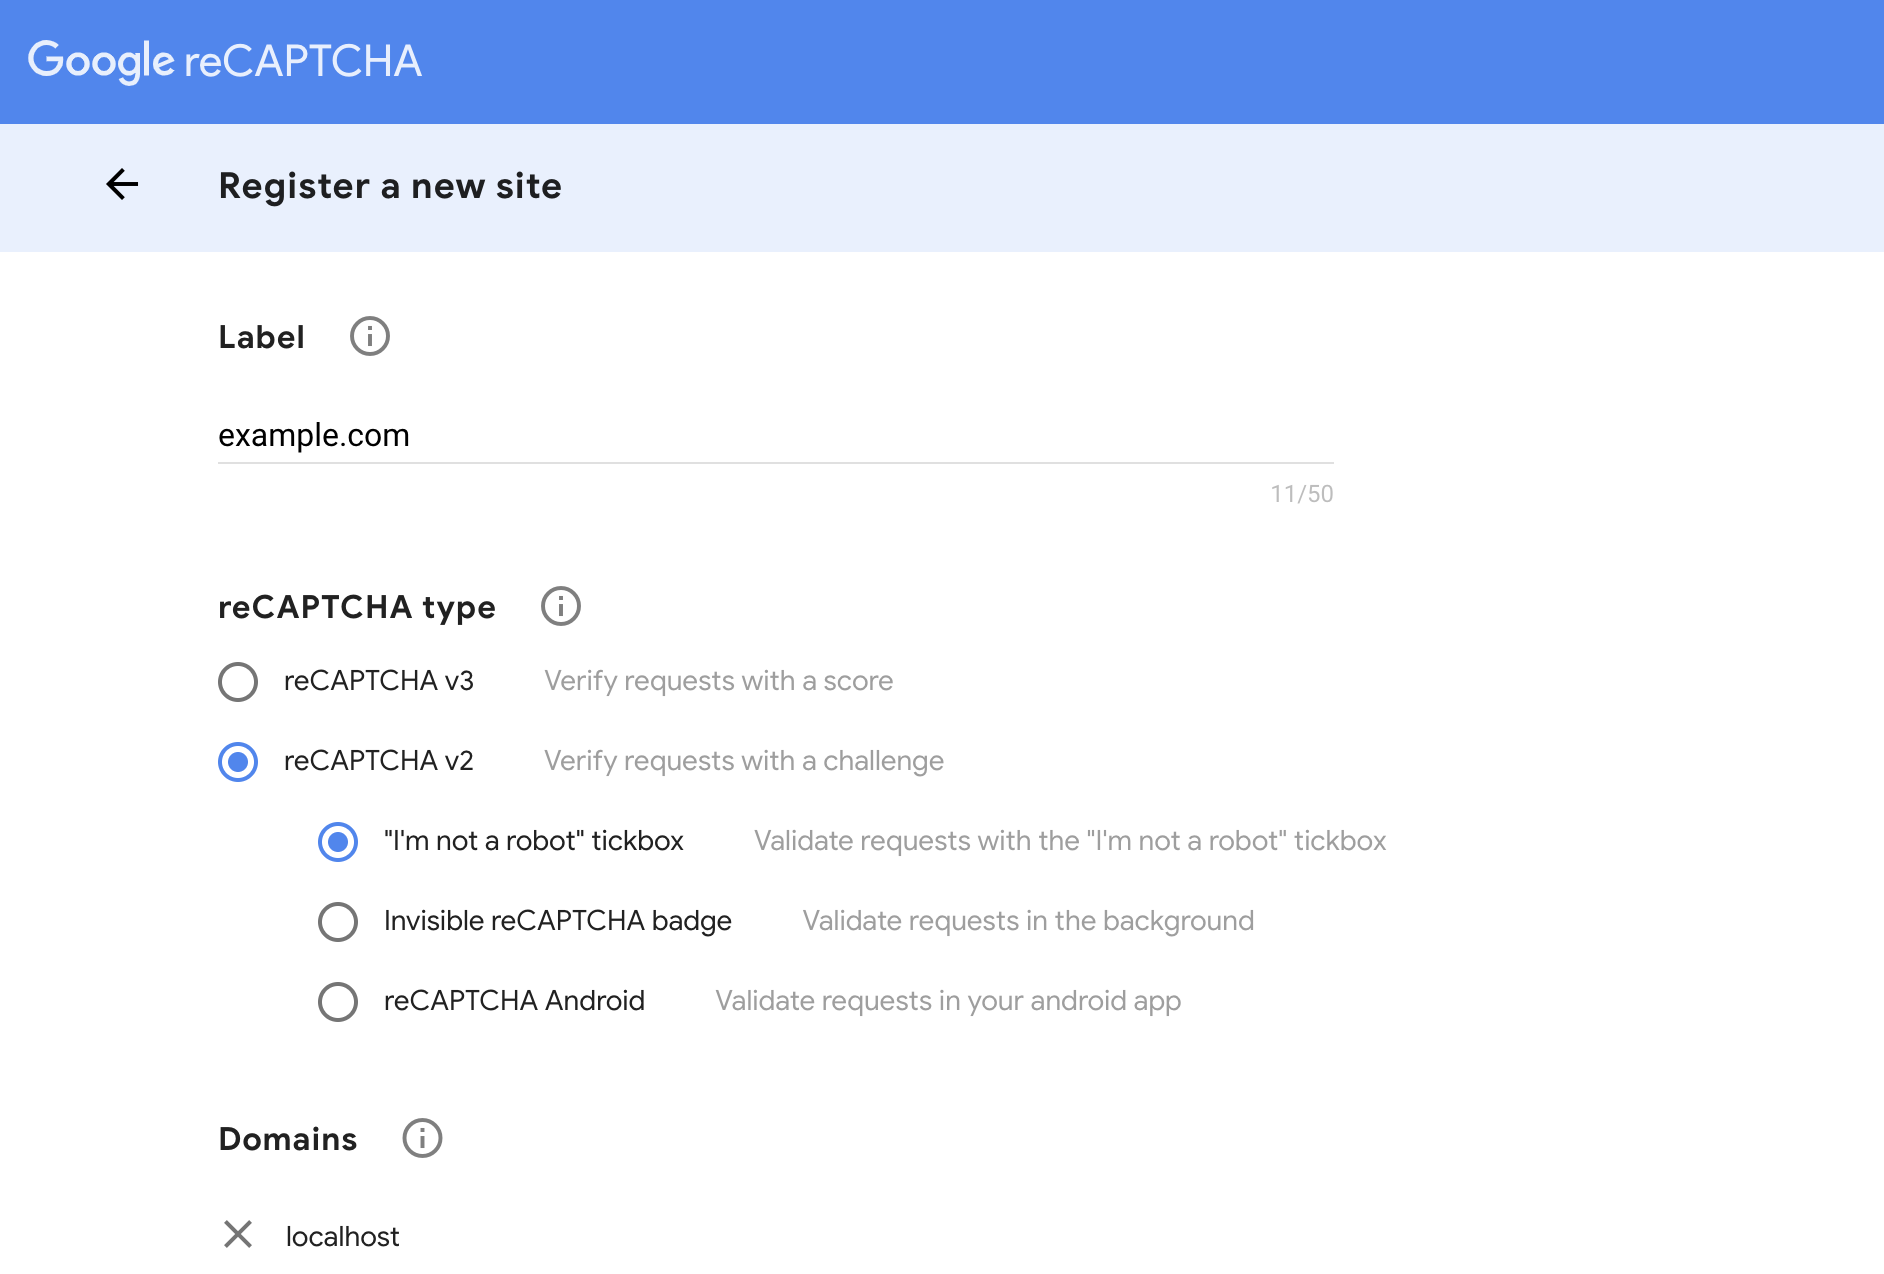 Google reCAPTCHA
Register a new site
Label
example.com
11/50
reCAPTCHA type
reCAPTCHA v3 Verify requests with a score
reCAPTCHA v2 Verify requests with a challenge
"I'm not a robot" tickbox Validate requests with the "I'm not a robot" tickbox
Invisible reCAPTCHA badge Validate requests in the background
reCAPTCHA Android Validate requests in your android app
Domains
localhost